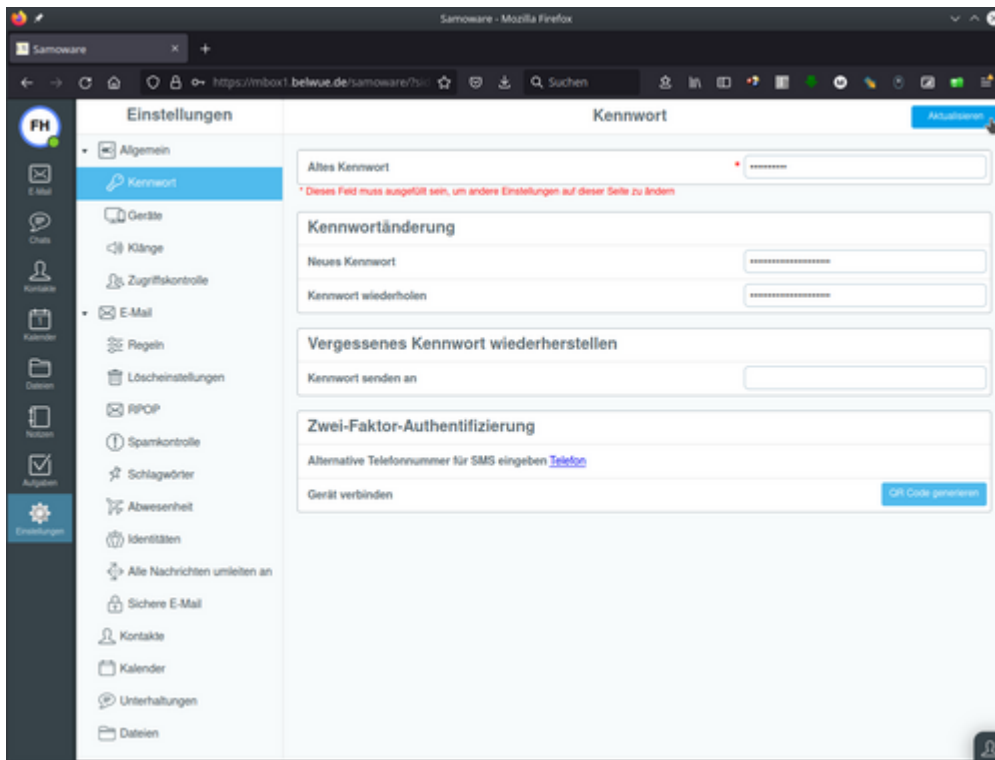 Samoware - Mozilla Firefox
Samoware
https://mbox1.belwue.de/samoware/?sid
Suchen
FH
E-Mail
Chats
Kontakte
Kalender
Dateien
Notizen
Aufgaben
Einstellungen
Einstellungen
Allgemein
Kennwort
Geräte
Klänge
Zugriffskontrolle
E-Mail
Regeln
Löscheinstellungen
RPOP
Spamkontrolle
Schlagwörter
Abwesenheit
Identitäten
Alle Nachrichten umleiten an
Sichere E-Mail
Kontakte
Kalender
Unterhaltungen
Dateien
Kennwort
Aktualisieren
Altes Kennwort *
* Dieses Feld muss ausgefüllt sein, um andere Einstellungen auf dieser Seite zu ändern
Kennwortänderung
Neues Kennwort
Kennwort wiederholen
Vergessenes Kennwort wiederherstellen
Kennwort senden an
Zwei-Faktor-Authentifizierung
Alternative Telefonnummer für SMS eingeben Telefon
Gerät verbinden
QR Code generieren